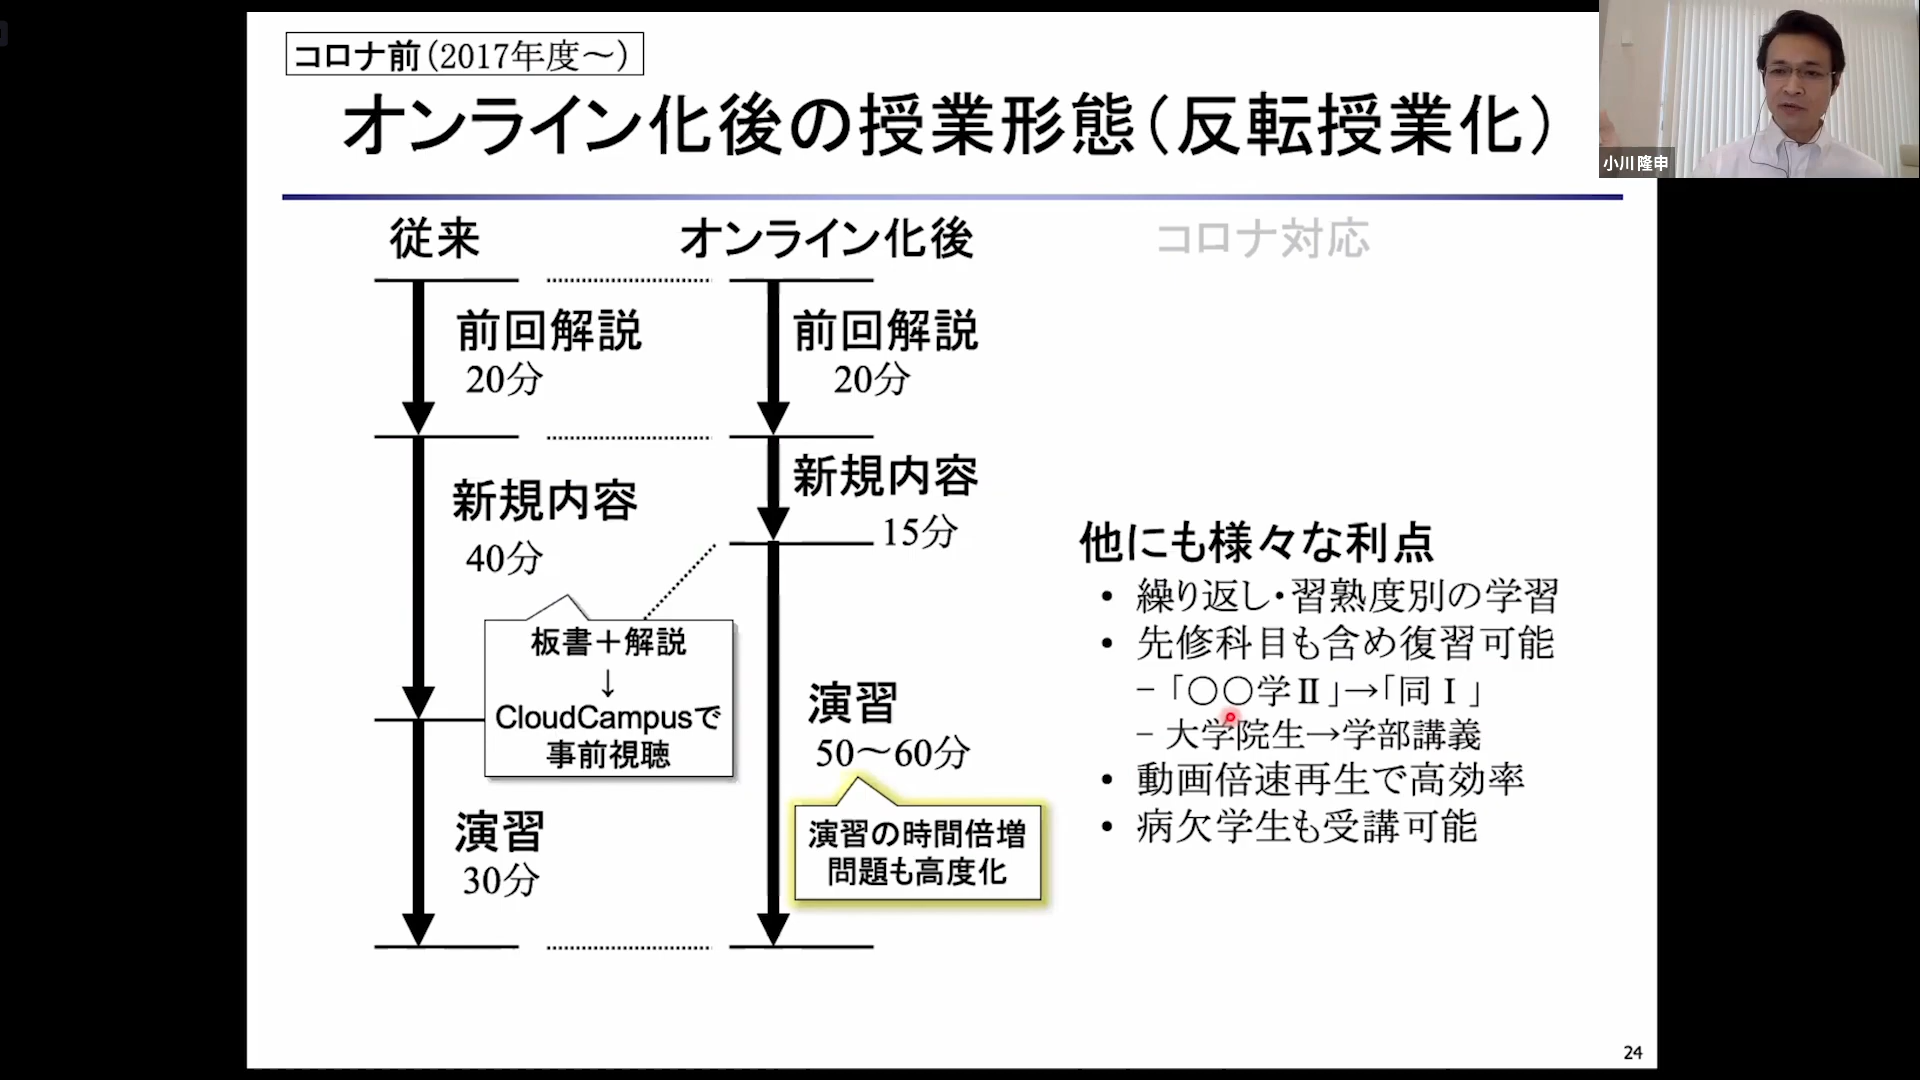 コロナ前(2017年度～)
オンライン化後の授業形態(反転授業化)
小川 隆申
従来
オンライン化後
コロナ対応
前回解説
20分
前回解説
20分
新規内容
40分
新規内容
15分
板書＋解説
↓
CloudCampusで
事前視聴
演習
30分
演習
50～60分
演習の時間倍増
問題も高度化
他にも様々な利点
• 繰り返し・習熟度別の学習
• 先修科目も含め復習可能
– 「○○学Ⅱ」→「同Ⅰ」
– 大学院生→学部講義
• 動画倍速再生で高効率
• 病欠学生も受講可能
24